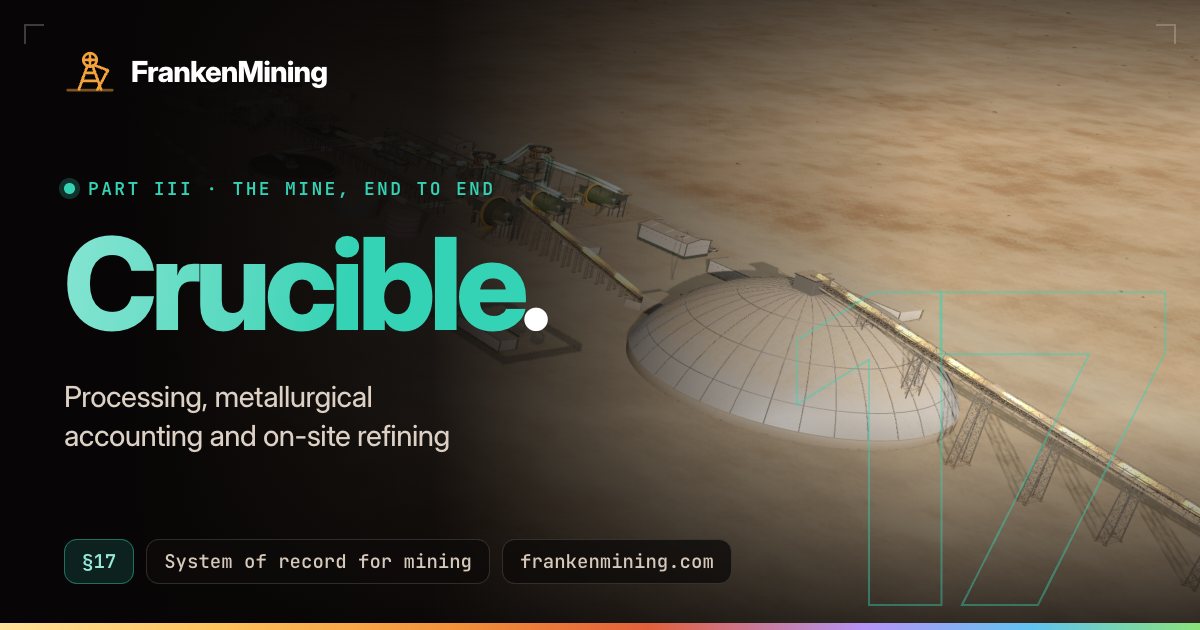 FrankenMining
PART III · THE MINE, END TO END
Crucible.
Processing, metallurgical
accounting and on-site refining
17
§17
System of record for mining
frankenmining.com